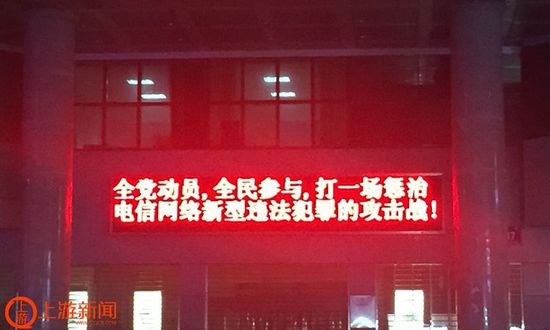 全党动员,全民参与,打一场惩治
电信网络新型违法犯罪的攻击战!
上游新闻